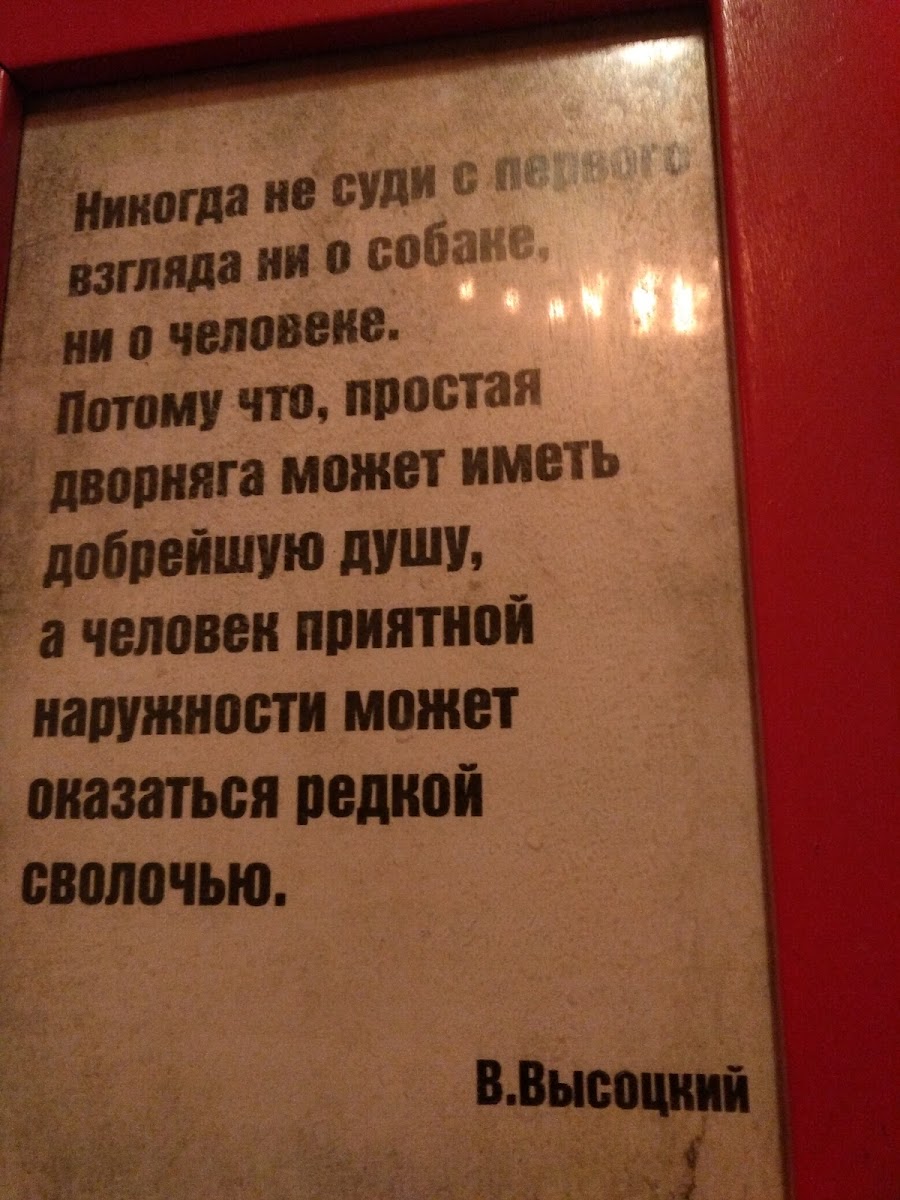 Никогда не суди с первого
взгляда ни о собаке,
ни о человеке.
Потому что, простая
дворняга может иметь
добрейшую душу,
а человек приятной
наружности может
оказаться редкой
сволочью.
В.Высоцкий